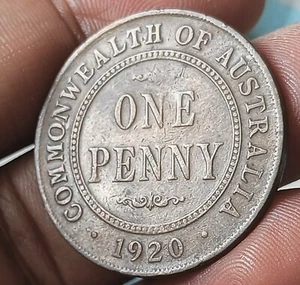 COMMONWEALTH OF AUSTRALIA
ONE
PENNY
· 1920 ·